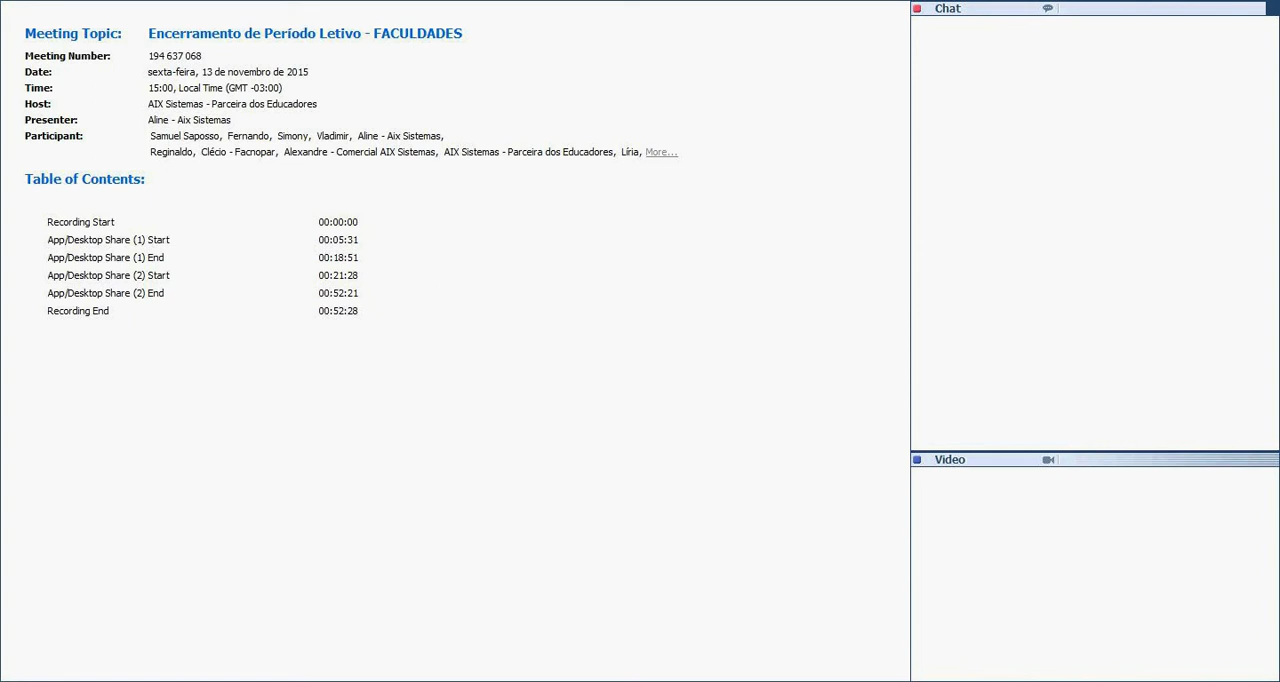 Meeting Topic: Encerramento de Período Letivo - FACULDADES
Meeting Number: 194 637 068
Date: sexta-feira, 13 de novembro de 2015
Time: 15:00, Local Time (GMT -03:00)
Host: AIX Sistemas - Parceira dos Educadores
Presenter: Aline - Aix Sistemas
Participant: Samuel Saposso, Fernando, Simony, Vladimir, Aline - Aix Sistemas,
Reginaldo, Clécio - Facnopar, Alexandre - Comercial AIX Sistemas, AIX Sistemas - Parceira dos Educadores, Líria, More...
Table of Contents:
Recording Start 00:00:00
App/Desktop Share (1) Start 00:05:31
App/Desktop Share (1) End 00:18:51
App/Desktop Share (2) Start 00:21:28
App/Desktop Share (2) End 00:52:21
Recording End 00:52:28
Chat
Video